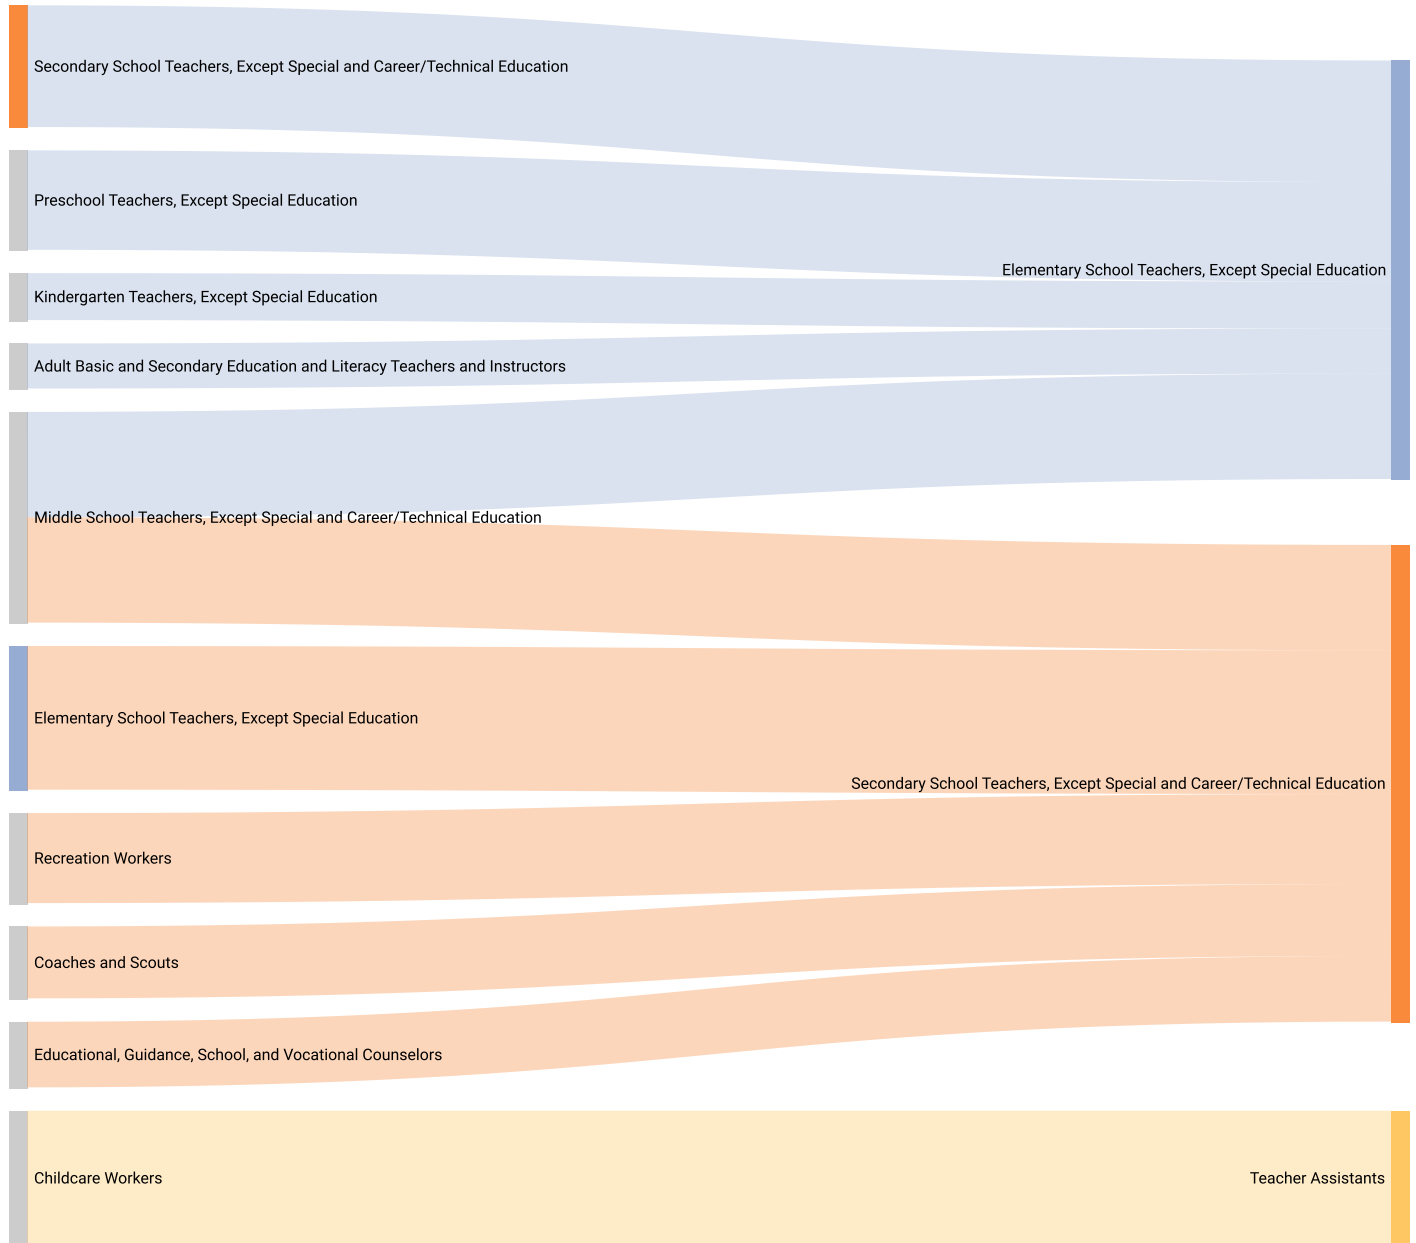 Secondary School Teachers, Except Special and Career/Technical Education
Preschool Teachers, Except Special Education
Kindergarten Teachers, Except Special Education
Adult Basic and Secondary Education and Literacy Teachers and Instructors
Middle School Teachers, Except Special and Career/Technical Education
Elementary School Teachers, Except Special Education
Recreation Workers
Coaches and Scouts
Educational, Guidance, School, and Vocational Counselors
Childcare Workers
Elementary School Teachers, Except Special Education
Secondary School Teachers, Except Special and Career/Technical Education
Teacher Assistants